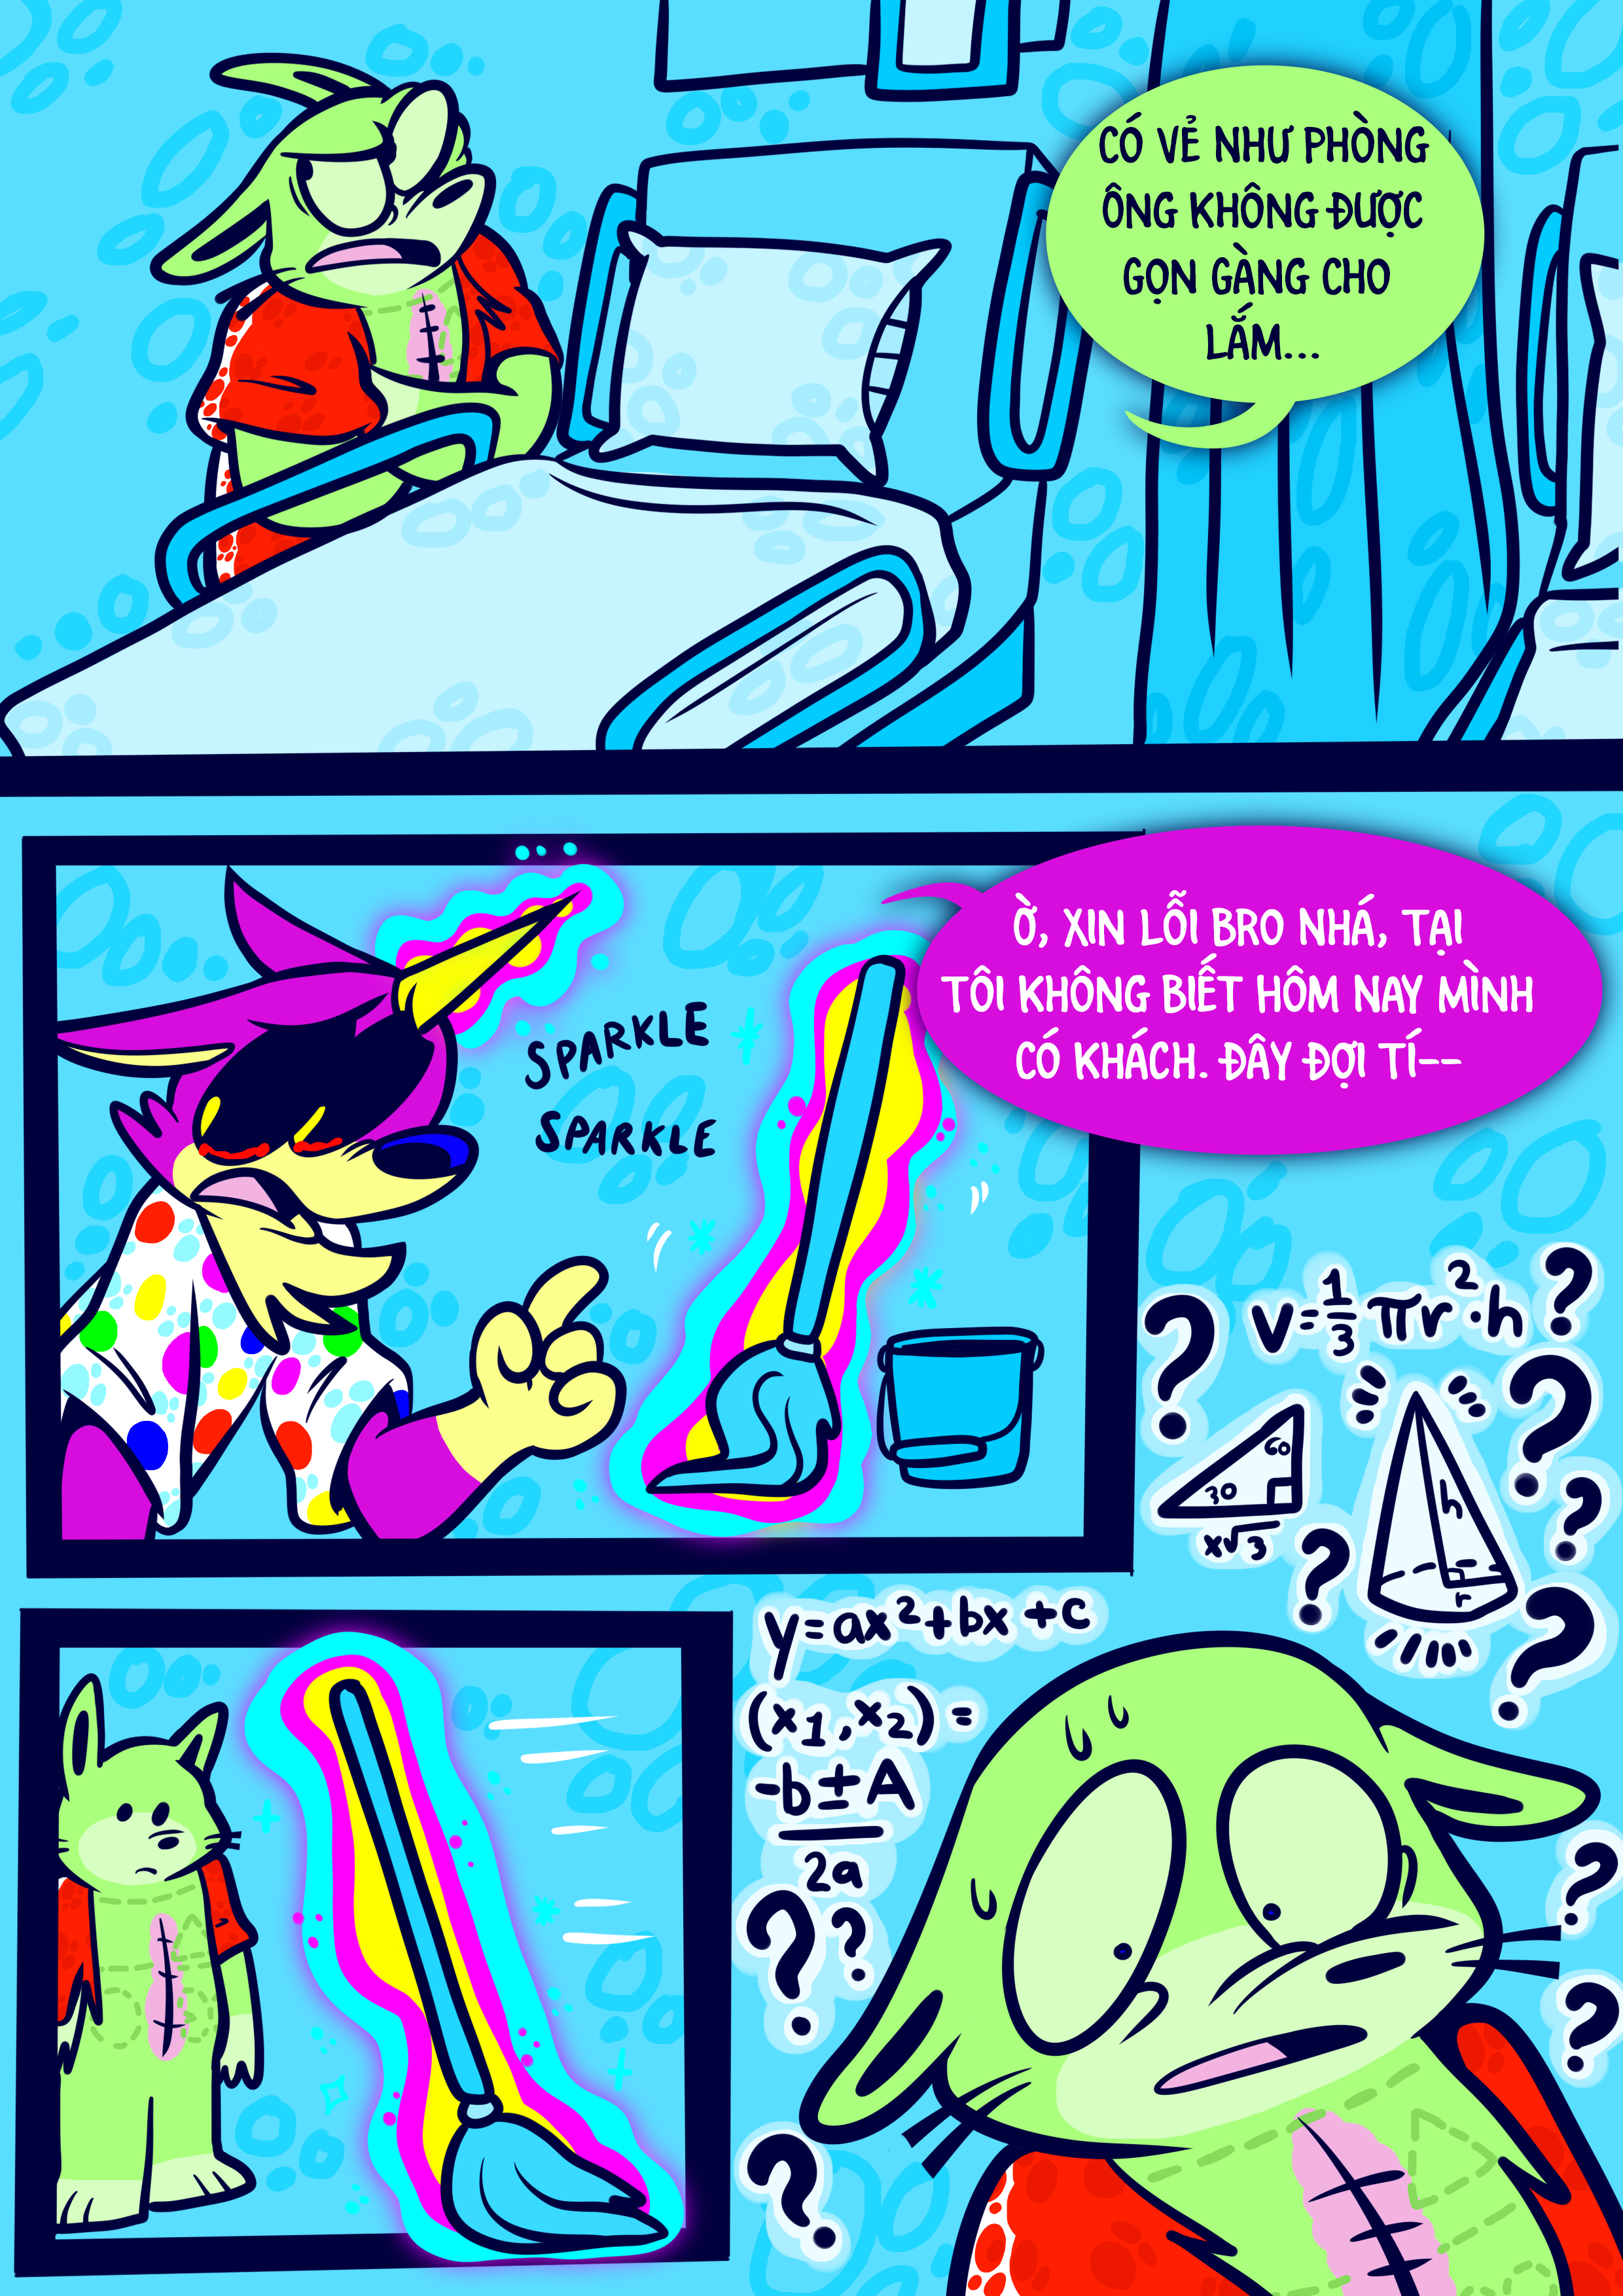 CÓ VẺ NHƯ PHÒNG
ÔNG KHÔNG ĐƯỢC
GỌN GÀNG CHO
LẮM...
Ờ, XIN LỖI BRO NHÁ, TẠI
TÔI KHÔNG BIẾT HÔM NAY MÌNH
CÓ KHÁCH. ĐÂY ĐỢI TÍ--
SPARKLE
SPARKLE
? V=1/3 πr²·h ?
60
30
x√3
h
r
? ? ? ?
y=ax²+bx+c
(x₁,x₂)=
-b±A
2a
? ?
?
?
?